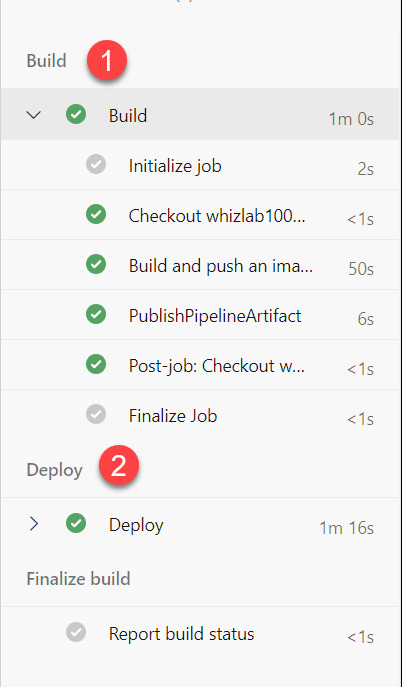 Build 1
Build 1m 0s
Initialize job 2s
Checkout whizlab100... <1s
Build and push an ima... 50s
PublishPipelineArtifact 6s
Post-job: Checkout w... <1s
Finalize Job <1s
Deploy 2
Deploy 1m 16s
Finalize build
Report build status <1s